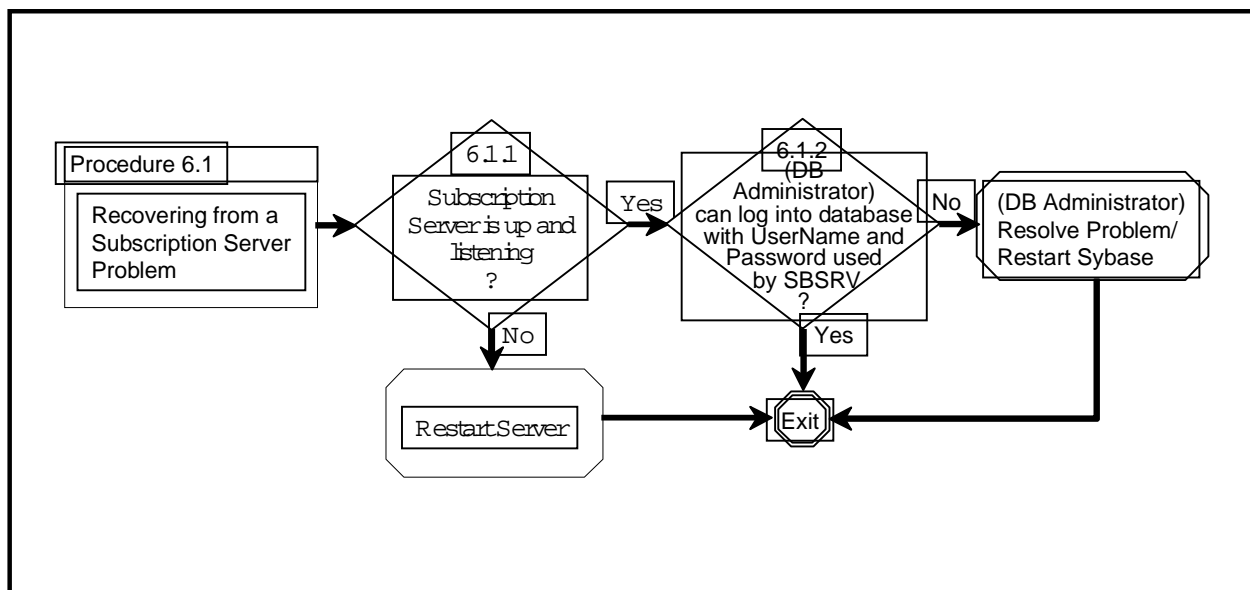 Procedure 6.1
Recovering from a
Subscription Server
Problem
6.1.1
Subscription
Server is up and
listening
?
Yes
No
Restart Server
6.1.2
(DB
Administrator)
can log into database
with UserName and
Password used
by SBSRV
?
No
Yes
(DB Administrator)
Resolve Problem/
Restart Sybase
Exit